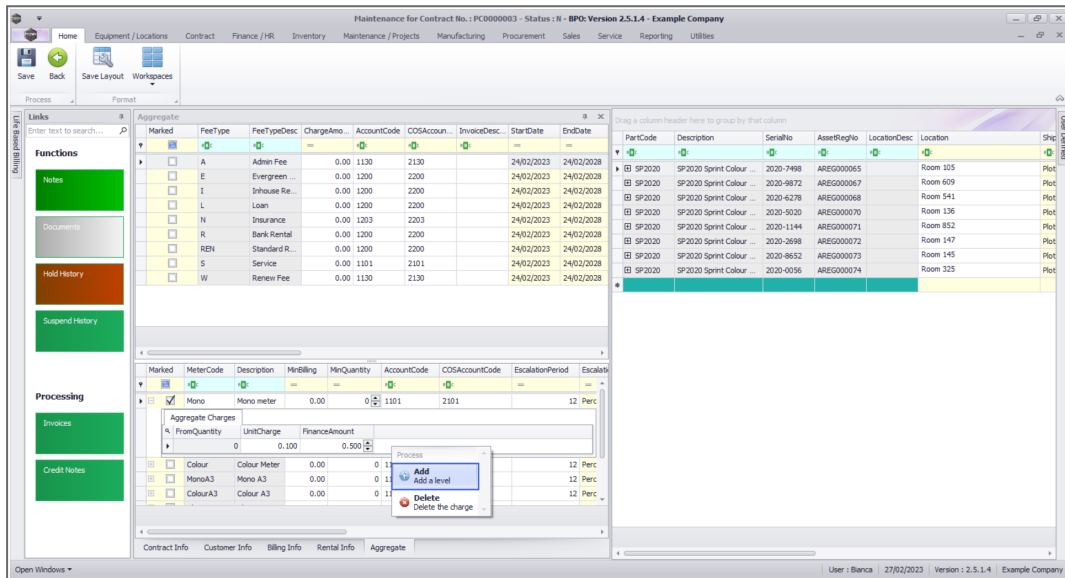 Maintenance for Contract No. : PC0000003 - Status : N - BPO: Version 2.5.1.4 - Example Company
Home Equipment / Locations Contract Finance / HR Inventory Maintenance / Projects Manufacturing Procurement Sales Service Reporting Utilities
Save Back Save Layout Workspaces
Process Format
Life Based Billing
Links
Enter text to search...
Functions
Notes
Documents
Hold History
Suspend History
Processing
Invoices
Credit Notes
Aggregate
Marked FeeType FeeTypeDesc ChargeAmo... AccountCode COSAccoun... InvoiceDesc... StartDate EndDate
A Admin Fee 0.00 1130 2130 24/02/2023 24/02/2028
E Evergreen ... 0.00 1200 2200 24/02/2023 24/02/2028
I Inhouse Re... 0.00 1200 2200 24/02/2023 24/02/2028
L Loan 0.00 1200 2200 24/02/2023 24/02/2028
N Insurance 0.00 1203 2203 24/02/2023 24/02/2028
R Bank Rental 0.00 1200 2200 24/02/2023 24/02/2028
REN Standard R... 0.00 1200 2200 24/02/2023 24/02/2028
S Service 0.00 1101 2101 24/02/2023 24/02/2028
W Renew Fee 0.00 1130 2130 24/02/2023 24/02/2028
Marked MeterCode Description MinBilling MinQuantity AccountCode COSAccountCode EscalationPeriod Escalati
Mono Mono meter 0.00 0 1101 2101 12 Perc
Aggregate Charges
FromQuantity UnitCharge FinanceAmount
0 0.100 0.500
Colour Colour Meter 0.00 0 12 Perc
MonoA3 Mono A3 0.00 0 12 Perc
ColourA3 Colour A3 0.00 0 12 Perc
Process
Add
Add a level
Delete
Delete the charge
Contract Info Customer Info Billing Info Rental Info Aggregate
Drag a column header here to group by that column
PartCode Description SerialNo AssetRegNo LocationDesc Location Ship
SP2020 SP2020 Sprint Colour ... 2020-7498 AREG000065 Room 105 Plot
SP2020 SP2020 Sprint Colour ... 2020-9872 AREG000067 Room 609 Plot
SP2020 SP2020 Sprint Colour ... 2020-6278 AREG000068 Room 541 Plot
SP2020 SP2020 Sprint Colour ... 2020-5020 AREG000070 Room 136 Plot
SP2020 SP2020 Sprint Colour ... 2020-1144 AREG000071 Room 852 Plot
SP2020 SP2020 Sprint Colour ... 2020-2698 AREG000072 Room 147 Plot
SP2020 SP2020 Sprint Colour ... 2020-8652 AREG000073 Room 145 Plot
SP2020 SP2020 Sprint Colour ... 2020-0056 AREG000074 Room 325 Plot
User Defined
Open Windows
User : Bianca 27/02/2023 Version : 2.5.1.4 Example Company